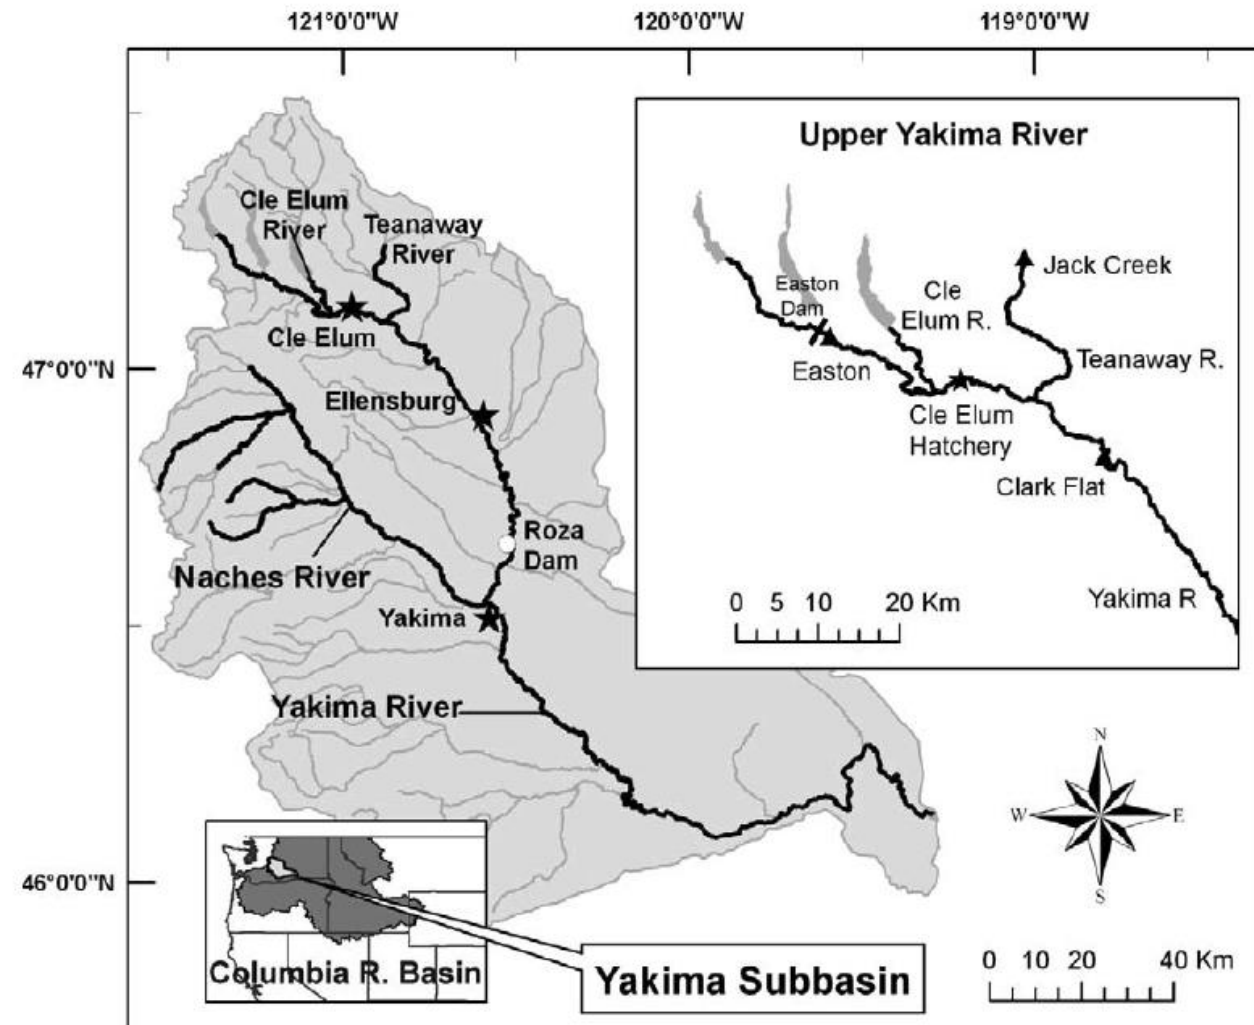 121°0'0"W
120°0'0"W
119°0'0"W
47°0'0"N
46°0'0"N
Cle Elum
River
Teanaway
River
Cle Elum
Ellensburg
Roza
Dam
Naches River
Yakima
Yakima River
Upper Yakima River
Jack Creek
Easton
Dam
Cle
Elum R.
Teanaway R.
Easton
Cle Elum
Hatchery
Clark Flat
Yakima R
0 5 10 20 Km
N
W E
S
Columbia R. Basin
Yakima Subbasin
0 10 20 40 Km